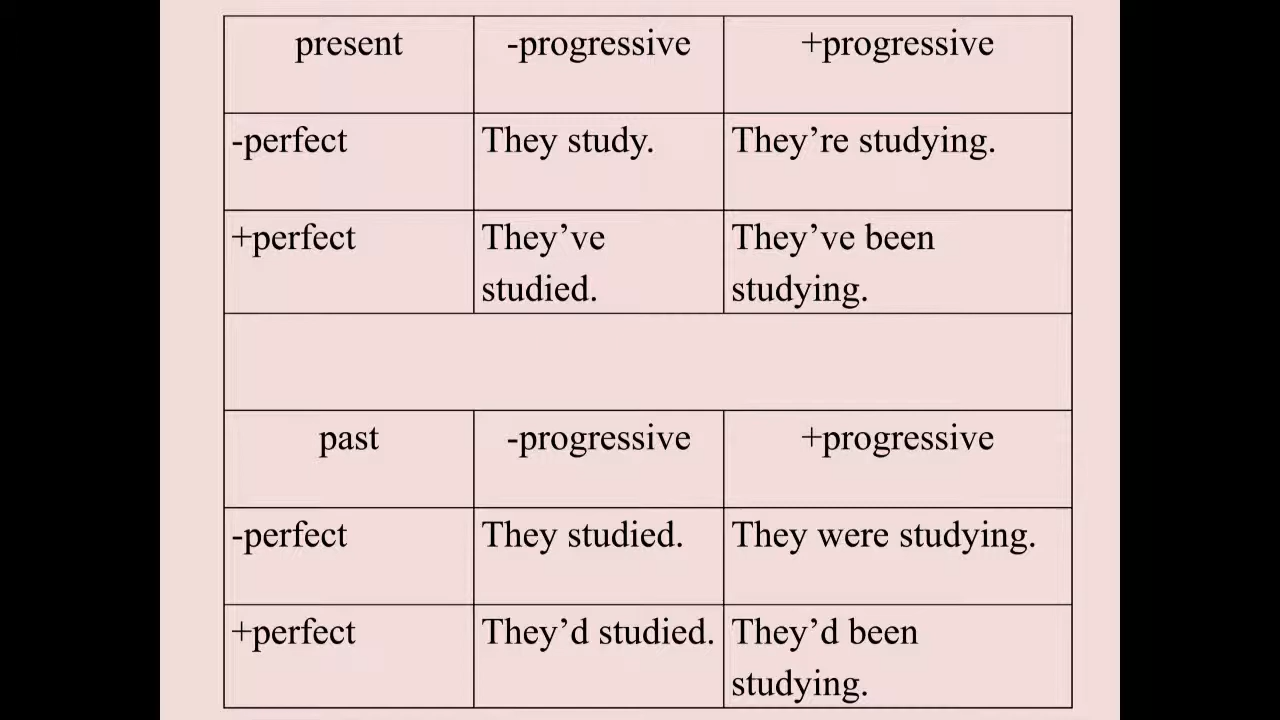 present -progressive +progressive
-perfect They study. They’re studying.
+perfect They’ve They’ve been
studied. studying.
past -progressive +progressive
-perfect They studied. They were studying.
+perfect They’d studied. They’d been
studying.